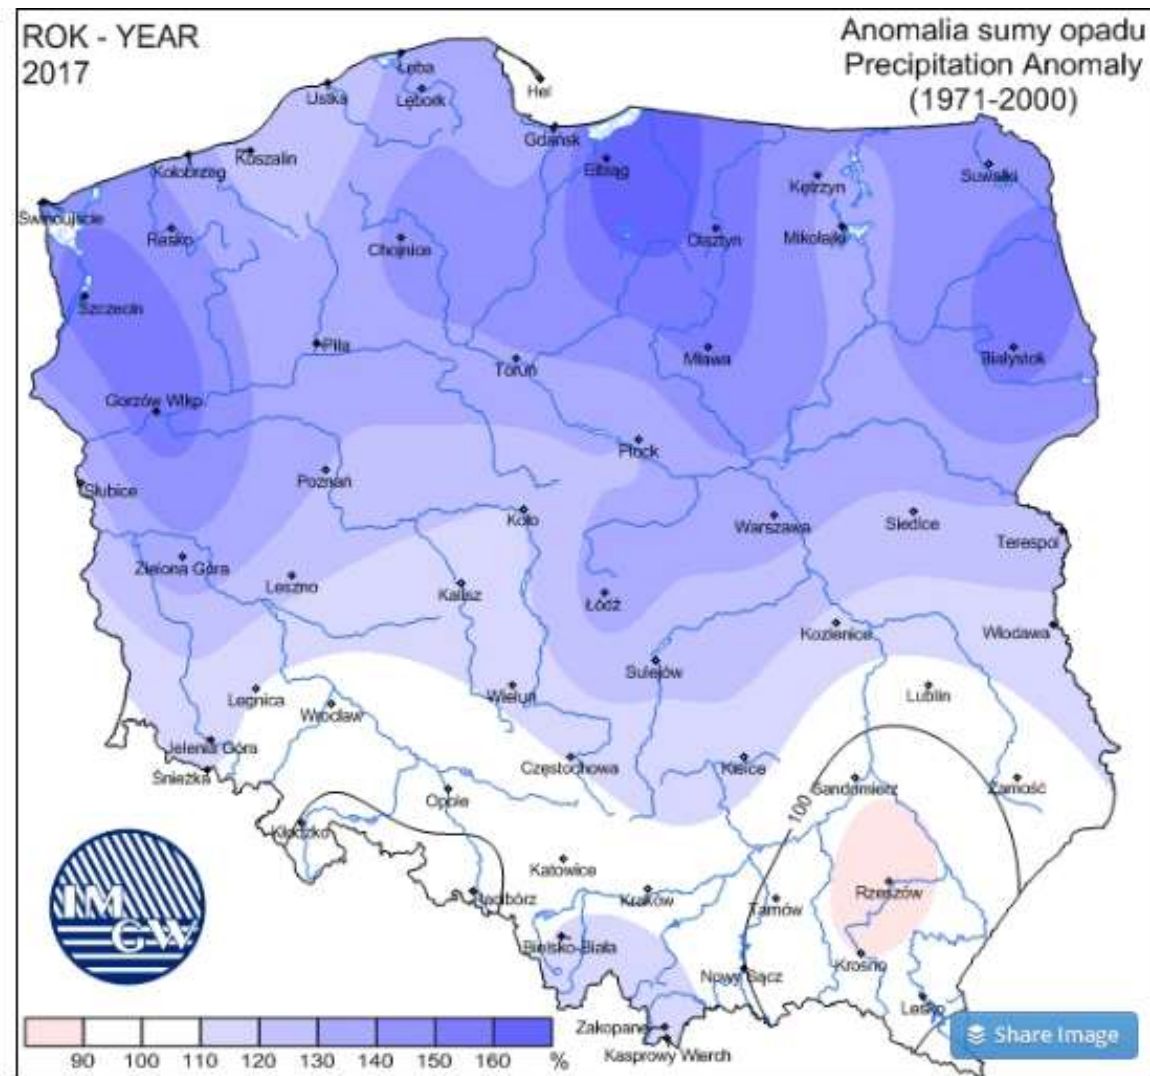 ROK - YEAR
2017
Anomalia sumy opadu
Precipitation Anomaly
(1971-2000)
Łeba
Ustka
Lębork
Hel
Gdańsk
Koszalin
Kołobrzeg
Elbląg
Kętrzyn
Suwałki
Świnoujście
Resko
Chojnice
Olsztyn
Mikołajki
Szczecin
Piła
Toruń
Mława
Białystok
Gorzów Wlkp.
Płock
Słubice
Poznań
Koło
Warszawa
Siedlce
Terespol
Zielona Góra
Leszno
Kalisz
Łódź
Kozienice
Włodawa
Sulejów
Legnica
Wrocław
Wieluń
Lublin
Jelenia Góra
Śnieżka
Częstochowa
Kielce
Sandomierz
Zamość
Opole
100
Kłodzko
Katowice
Racibórz
Kraków
Tarnów
Rzeszów
IM
GW
Bielsko-Biała
Nowy Sącz
Krosno
Lesko
Zakopane
Kasprowy Wierch
Share Image
90 100 110 120 130 140 150 160 %